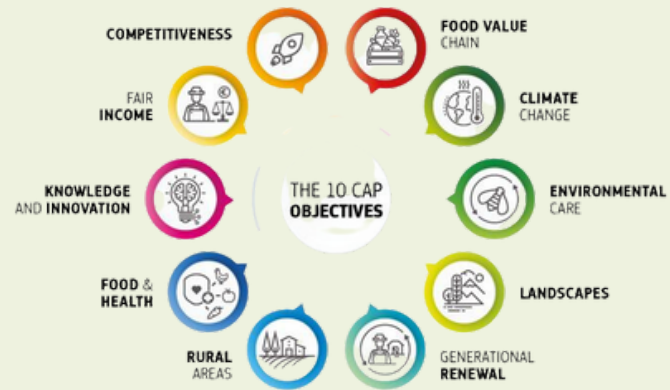 COMPETITIVENESS
FOOD VALUE
CHAIN
FAIR
INCOME
CLIMATE
CHANGE
KNOWLEDGE
AND INNOVATION
THE 10 CAP
OBJECTIVES
ENVIRONMENTAL
CARE
FOOD &
HEALTH
LANDSCAPES
RURAL
AREAS
GENERATIONAL
RENEWAL